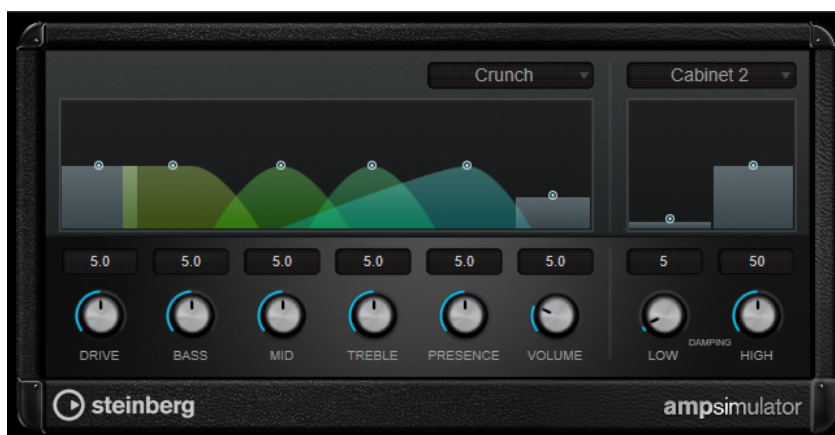 Crunch
Cabinet 2
5.0 5.0 5.0 5.0 5.0 5.0 5 50
DRIVE BASS MID TREBLE PRESENCE VOLUME LOW DAMPING HIGH
steinberg
ampsimulator